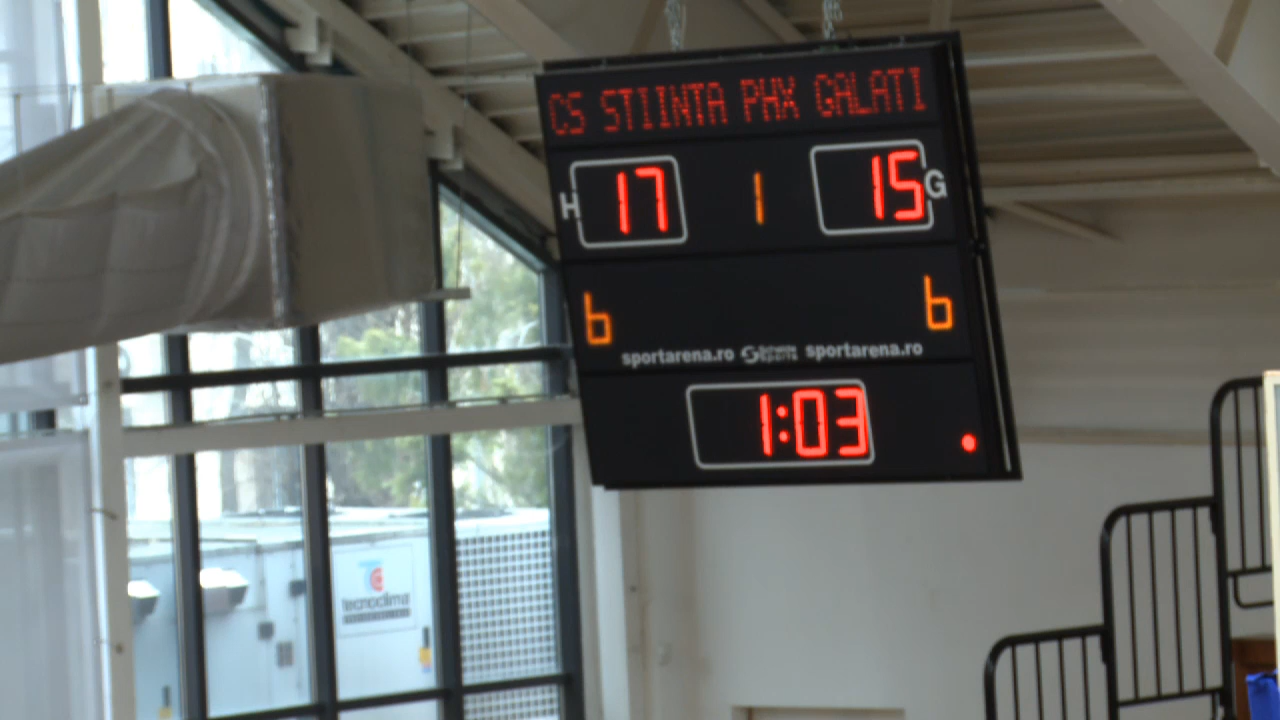 CS STIINTA PHX GALATI
H 17 1 15 G
6 6
sportarena.ro sportarena.ro
1:03
tecnoclima